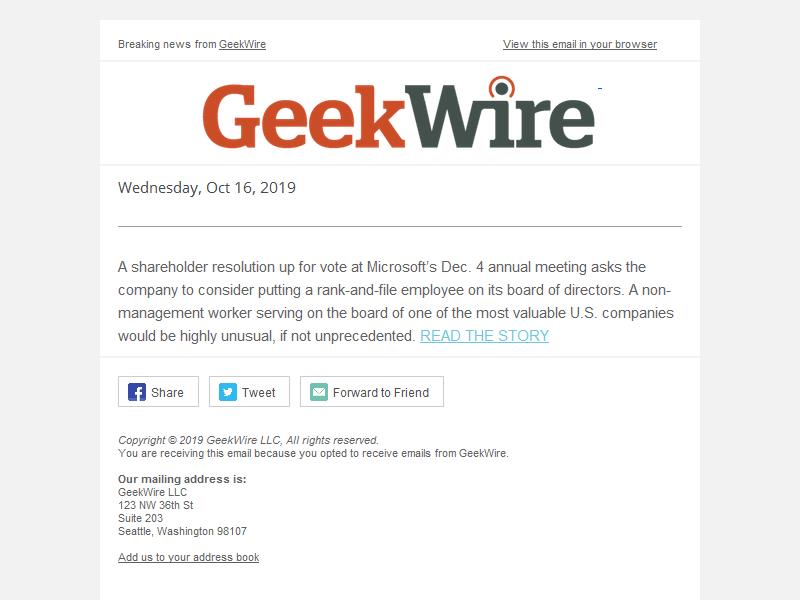 Breaking news from GeekWire
View this email in your browser
GeekWire
Wednesday, Oct 16, 2019
A shareholder resolution up for vote at Microsoft's Dec. 4 annual meeting asks the
company to consider putting a rank-and-file employee on its board of directors. A non-
management worker serving on the board of one of the most valuable U.S. companies
would be highly unusual, if not unprecedented. READ THE STORY
Share
Tweet
Forward to Friend
Copyright © 2019 GeekWire LLC, All rights reserved.
You are receiving this email because you opted to receive emails from GeekWire.
Our mailing address is:
GeekWire LLC
123 NW 36th St
Suite 203
Seattle, Washington 98107
Add us to your address book